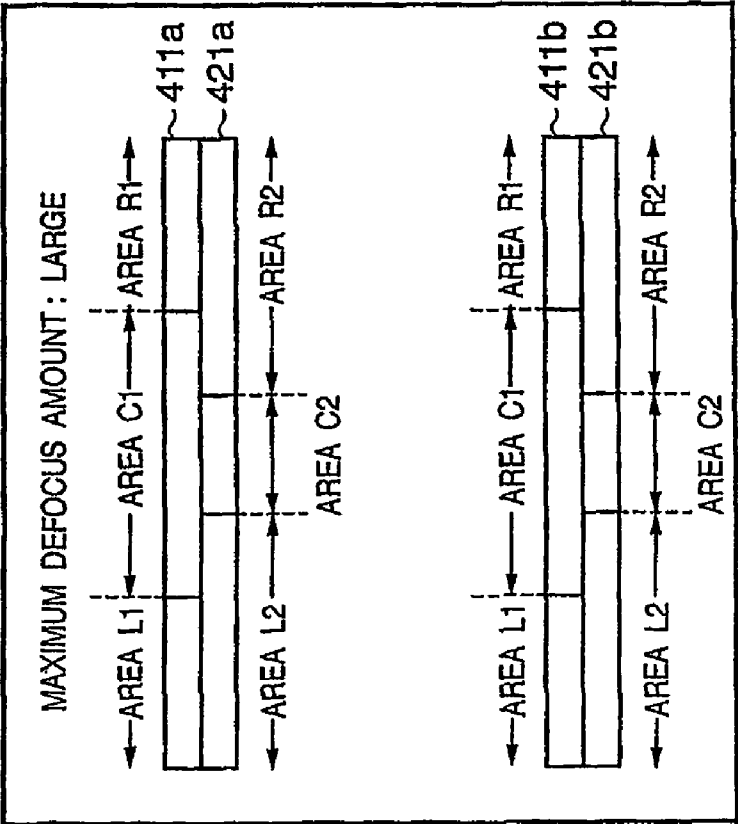 MAXIMUM DEFOCUS AMOUNT : LARGE
AREA L1 AREA C1 AREA R1
411a
421a
AREA L2 AREA R2
AREA C2
AREA L1 AREA C1 AREA R1
411b
421b
AREA L2 AREA R2
AREA C2